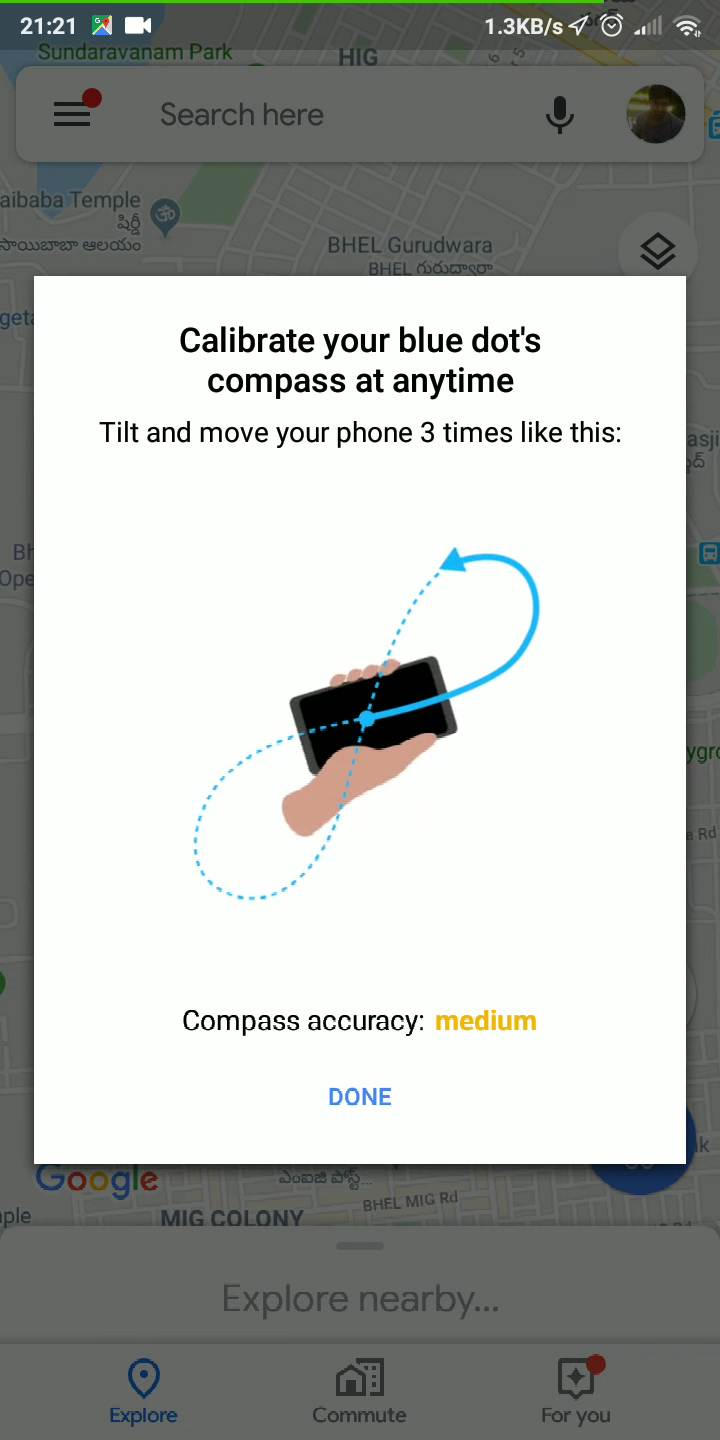 21:21
1.3KB/s
Sundaravanam Park
HIG
Search here
aibaba Temple
షిర్డీ
సాయిబాబా ఆలయం
BHEL Gurudwara
BHEL గురుద్వారా
Calibrate your blue dot's
compass at anytime
Tilt and move your phone 3 times like this:
Compass accuracy: medium
DONE
Google
BHEL MIG Rd
MIG COLONY
Explore nearby...
Explore
Commute
For you